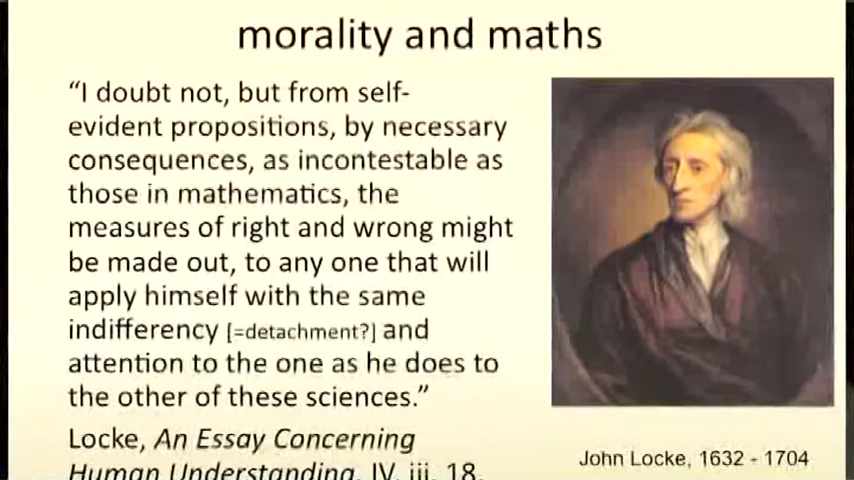 morality and maths
“I doubt not, but from self-
evident propositions, by necessary
consequences, as incontestable as
those in mathematics, the
measures of right and wrong might
be made out, to any one that will
apply himself with the same
indifferency [=detachment?] and
attention to the one as he does to
the other of these sciences.”
Locke, An Essay Concerning
Human Understanding, IV, iii, 18.
John Locke, 1632 - 1704